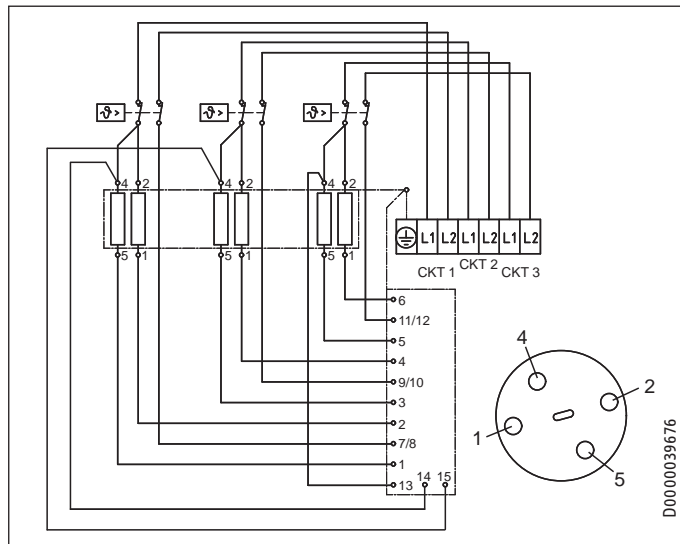 ϑ> ϑ> ϑ>
4 2 4 2 4 2
5 1 5 1 5 1
L1 L2 L1 L2 L1 L2
CKT 1 CKT 2 CKT 3
6
11/12
5
4
9/10
3
2
7/8
1
13 14 15
4
2
1
5
D0000039676